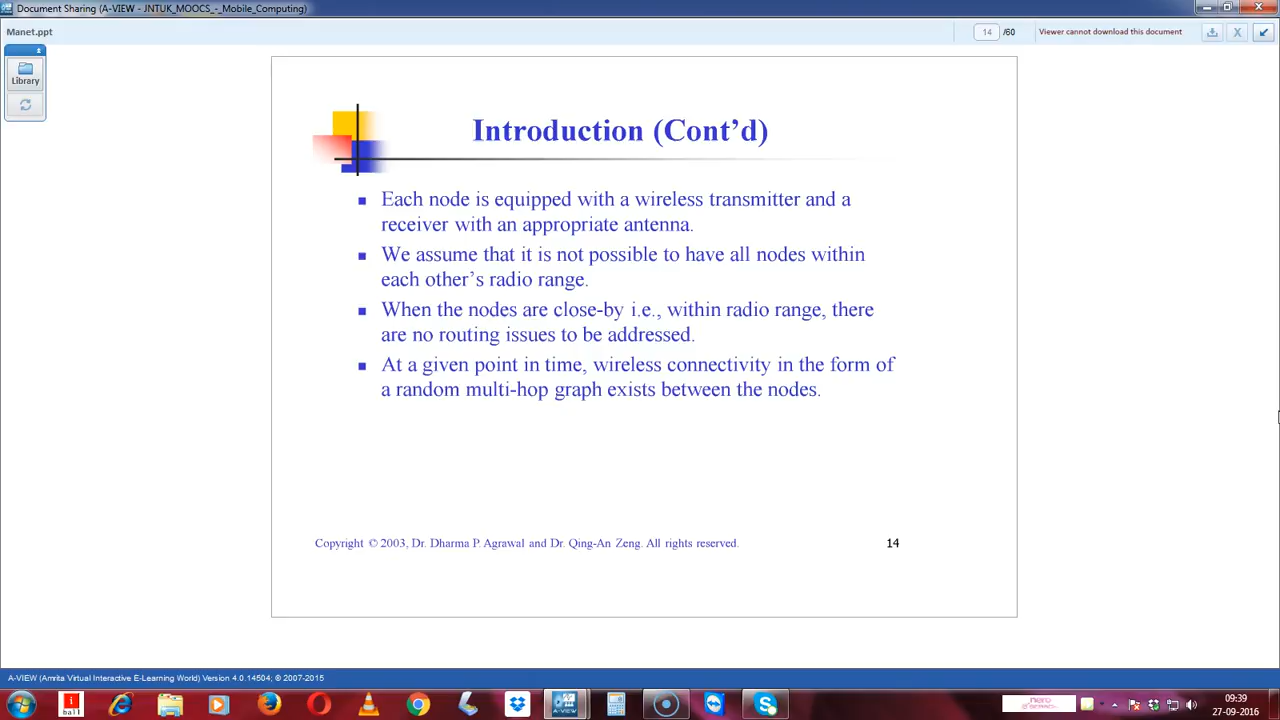 Document Sharing (A-VIEW - JNTUK_MOOCS_-_Mobile_Computing)
Manet.ppt
14 /60
Viewer cannot download this document
Library
Introduction (Cont’d)
Each node is equipped with a wireless transmitter and a
receiver with an appropriate antenna.
We assume that it is not possible to have all nodes within
each other’s radio range.
When the nodes are close-by i.e., within radio range, there
are no routing issues to be addressed.
At a given point in time, wireless connectivity in the form of
a random multi-hop graph exists between the nodes.
Copyright © 2003, Dr. Dharma P. Agrawal and Dr. Qing-An Zeng. All rights reserved.
14
A-VIEW (Amrita Virtual Interactive E-Learning World) Version 4.0.14504; ® 2007-2015
i
ball
A-VIEW
nero
09:39
27-09-2016